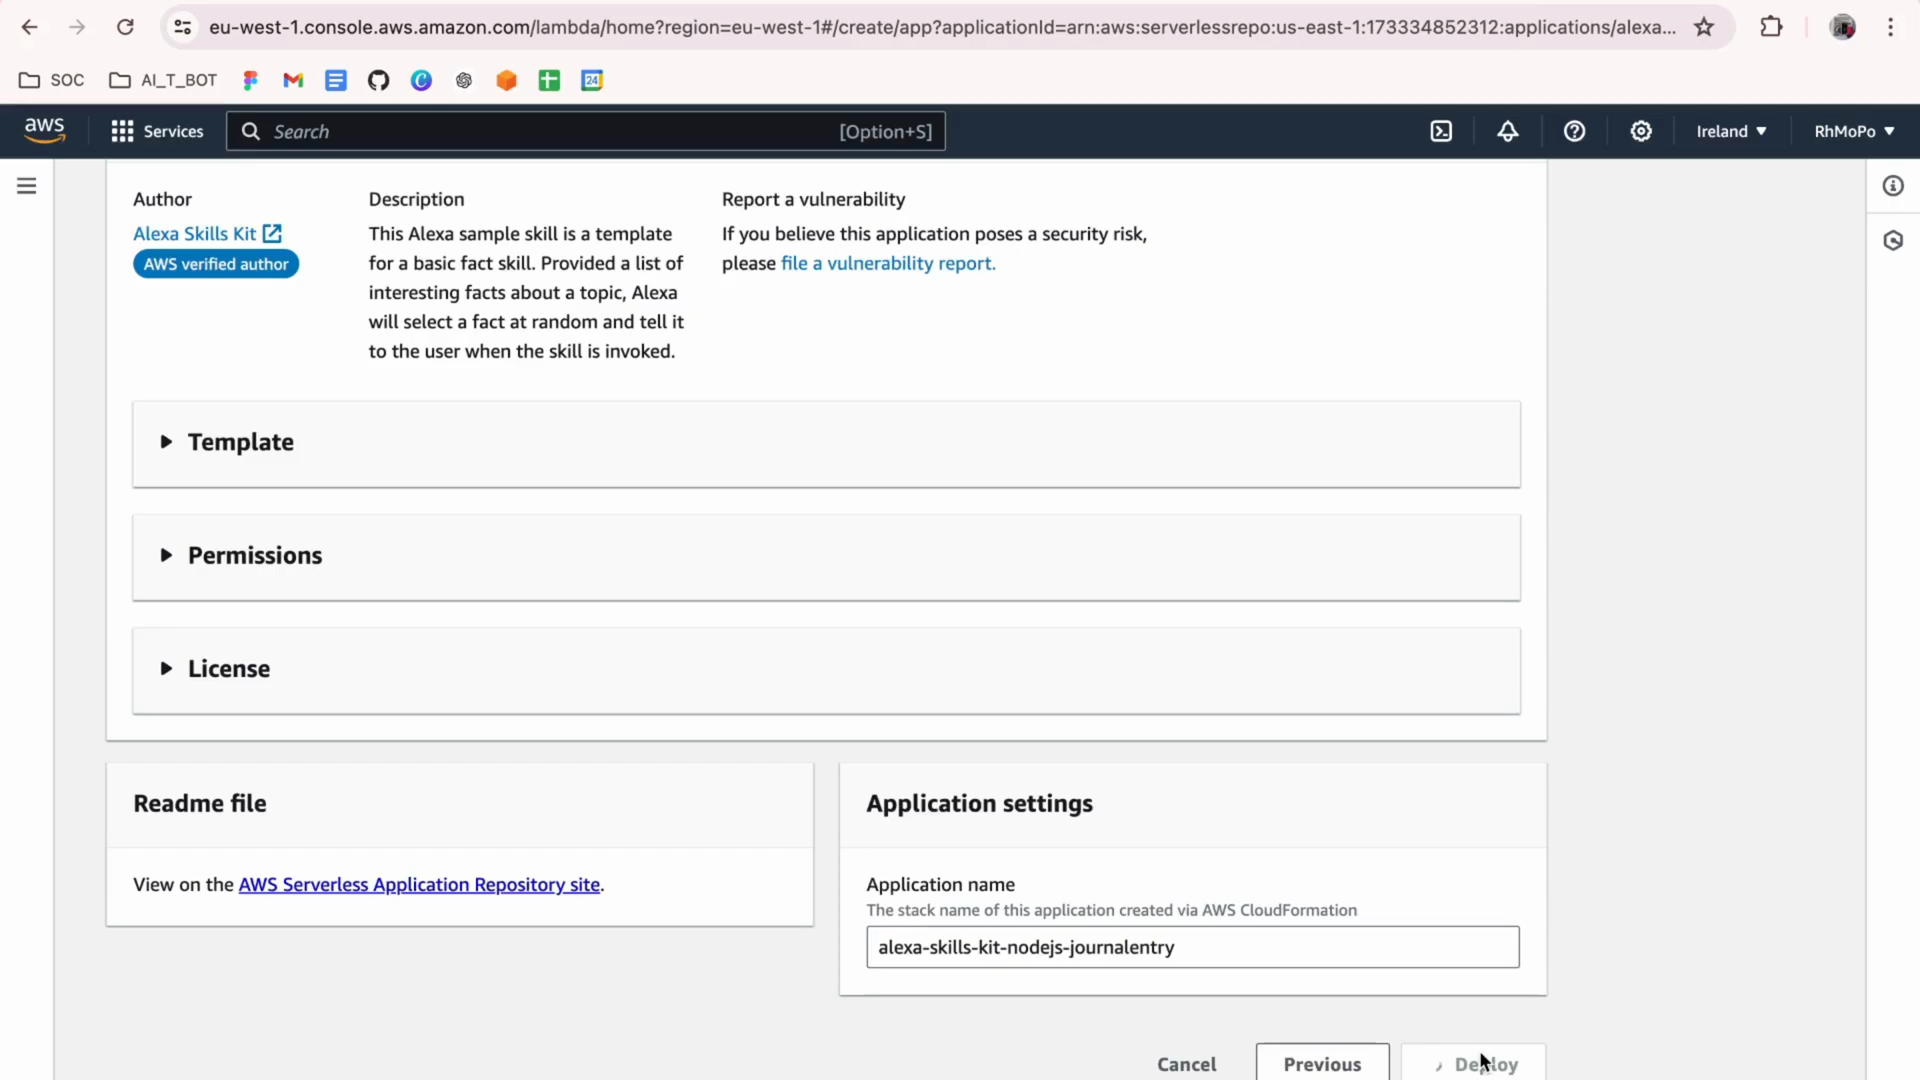 eu-west-1.console.aws.amazon.com/lambda/home?region=eu-west-1#/create/app?applicationId=arn:aws:serverlessrepo:us-east-1:173334852312:applications/alexa...
SOC
AI_T_BOT
24
aws
Services
Search
[Option+S]
Ireland
RhMoPo
Author
Alexa Skills Kit
AWS verified author
Description
This Alexa sample skill is a template
for a basic fact skill. Provided a list of
interesting facts about a topic, Alexa
will select a fact at random and tell it
to the user when the skill is invoked.
Report a vulnerability
If you believe this application poses a security risk,
please file a vulnerability report.
Template
Permissions
License
Readme file
View on the AWS Serverless Application Repository site.
Application settings
Application name
The stack name of this application created via AWS CloudFormation
alexa-skills-kit-nodejs-journalentry
Cancel
Previous
Deploy